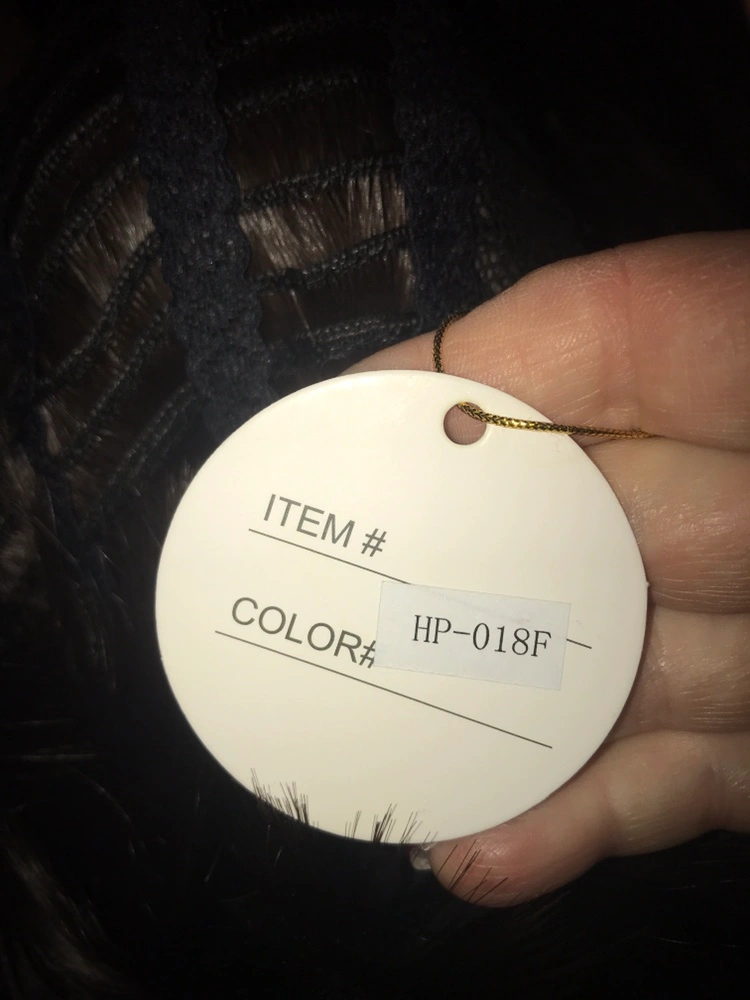 ITEM #
COLOR#
HP-018F